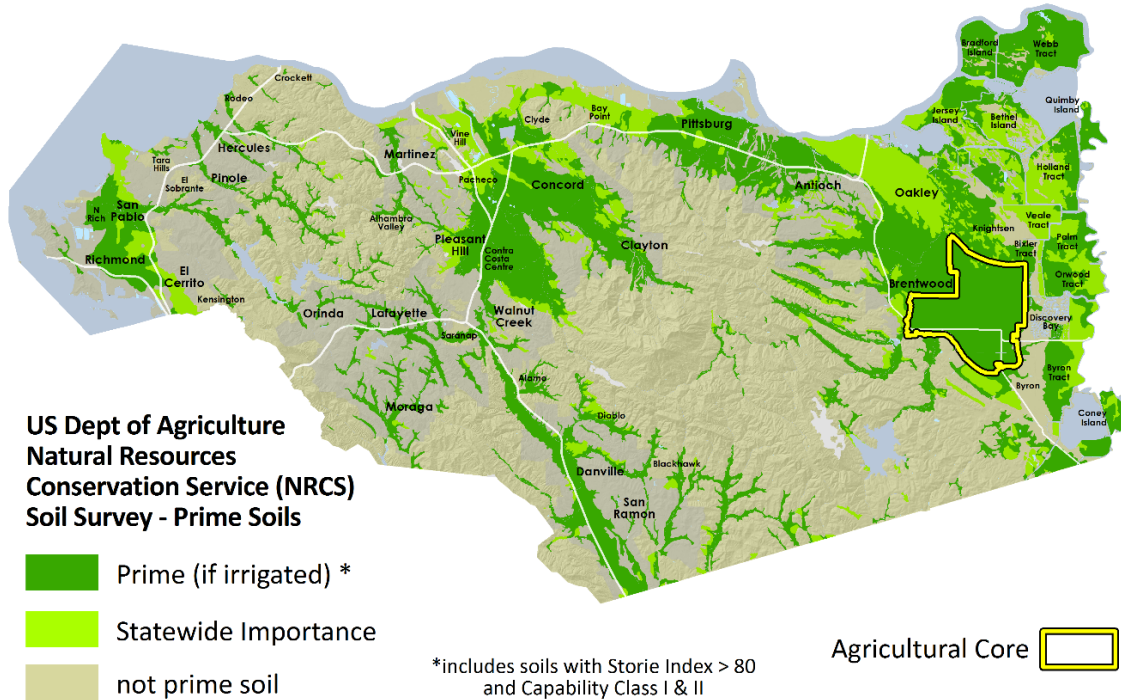 Crockett
Rodeo
Hercules
Tara
Hills
El
Sobrante
Pinole
N
Rich
San
Pablo
Richmond
El
Cerrito
Kensington
Martinez
Vine
Hill
Pacheco
Clyde
Bay
Point
Pittsburg
Concord
Alhambra
Valley
Pleasant
Hill
Contra
Costa
Centre
Clayton
Antioch
Oakley
Bradford
Island
Webb
Tract
Quimby
Island
Jersey
Island
Bethel
Island
Holland
Tract
Veale
Tract
Knightsen
Bixler
Tract
Palm
Tract
Orwood
Tract
Brentwood
Discovery
Bay
Byron
Byron
Tract
Coney
Island
Orinda
Lafayette
Walnut
Creek
Saranap
Alamo
Moraga
Diablo
Danville
Blackhawk
San
Ramon
US Dept of Agriculture
Natural Resources
Conservation Service (NRCS)
Soil Survey - Prime Soils
Prime (if irrigated) *
Statewide Importance
not prime soil
*includes soils with Storie Index > 80
and Capability Class I & II
Agricultural Core